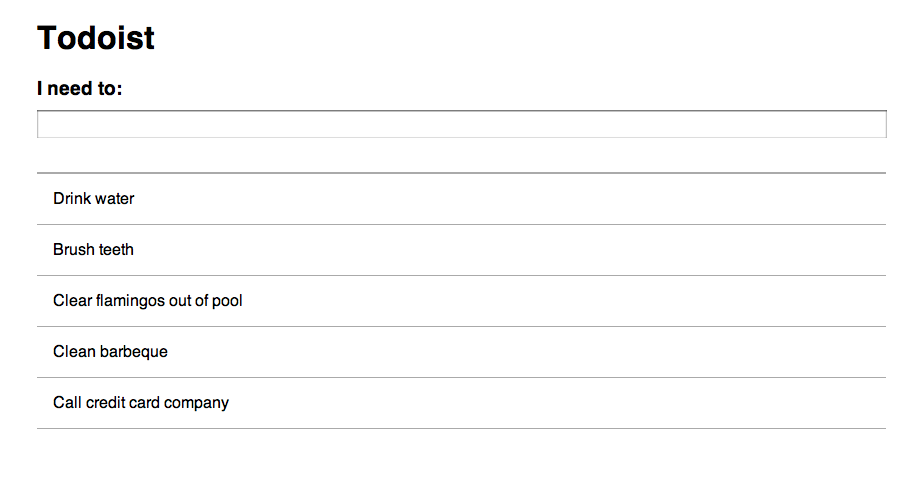 Todoist
I need to:
Drink water
Brush teeth
Clear flamingos out of pool
Clean barbeque
Call credit card company